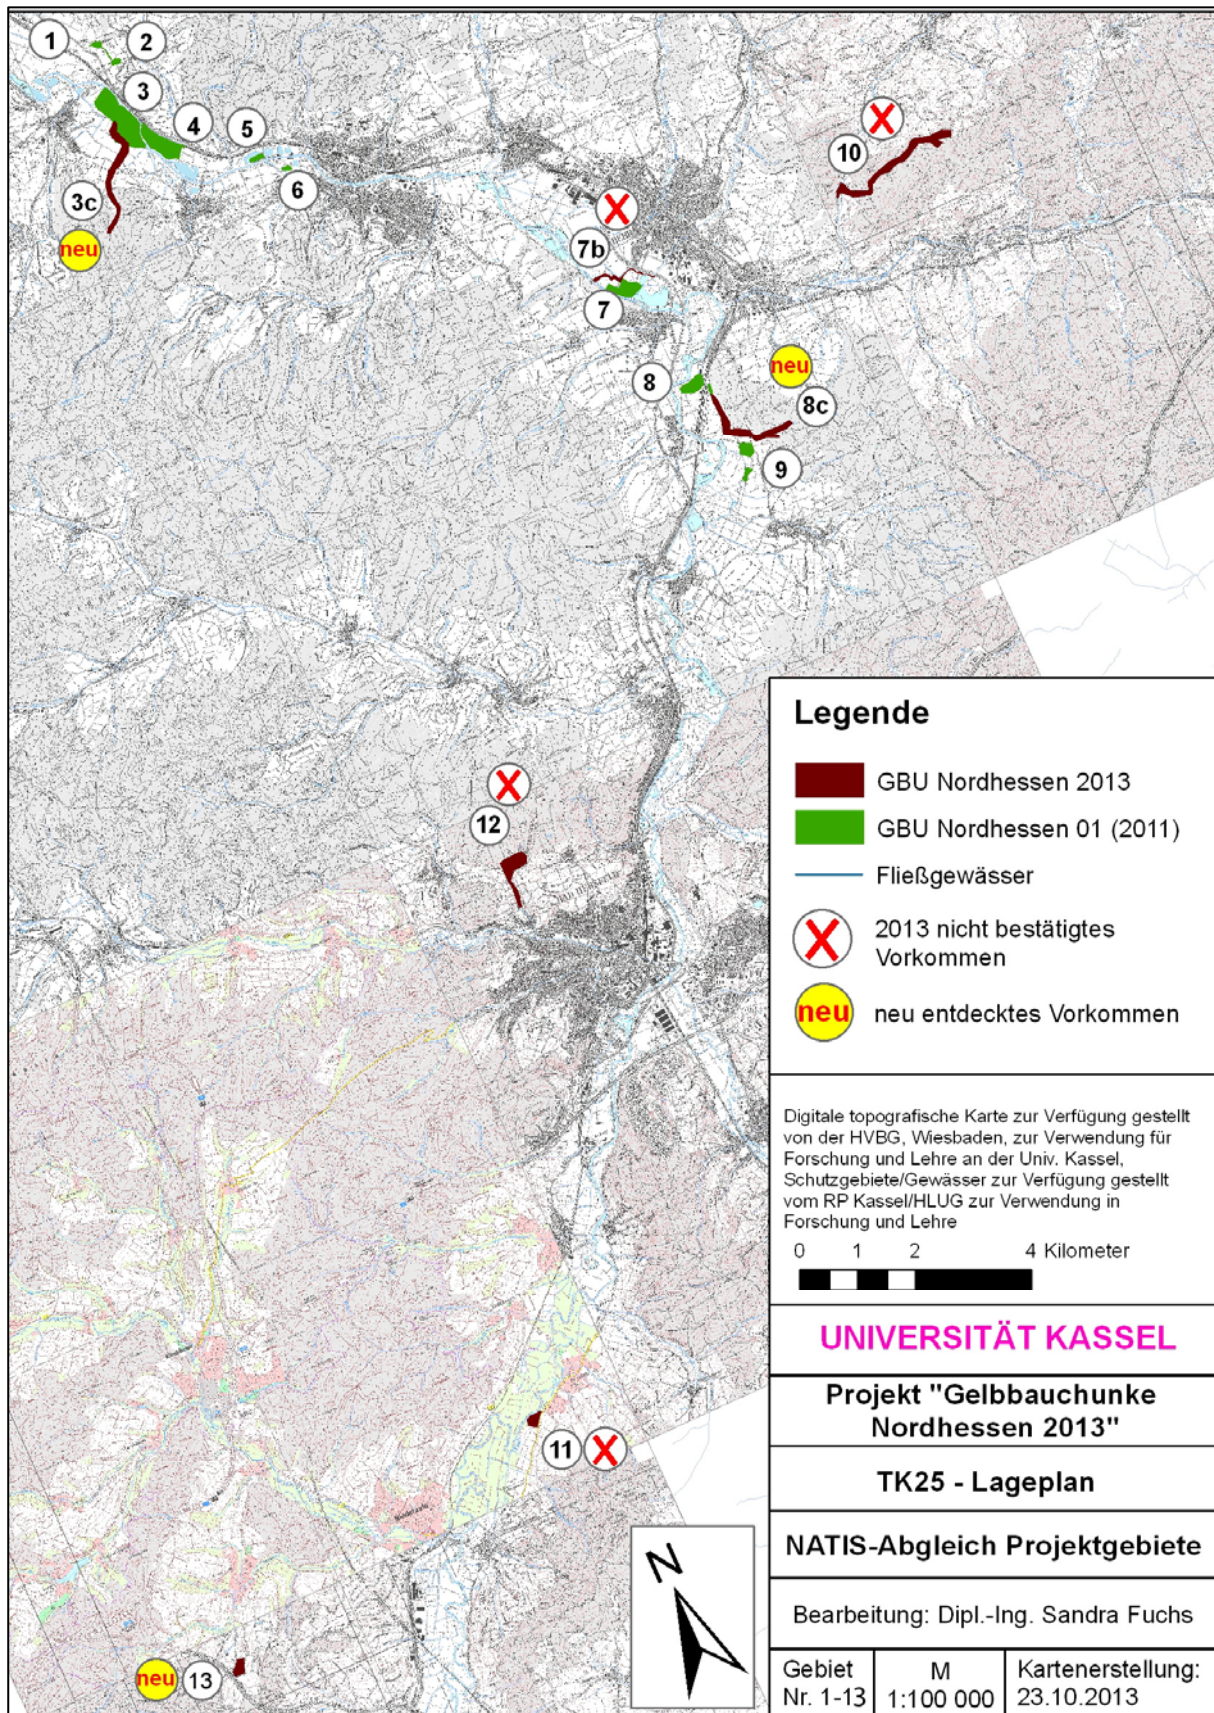 1
2
3
4
5
6
3c
neu
10
7b
7
neu
8
8c
9
12
11
neu
13
Legende
GBU Nordhessen 2013
GBU Nordhessen 01 (2011)
Fließgewässer
2013 nicht bestätigtes
Vorkommen
neu
neu entdecktes Vorkommen
Digitale topografische Karte zur Verfügung gestellt
von der HVBG, Wiesbaden, zur Verwendung für
Forschung und Lehre an der Univ. Kassel,
Schutzgebiete/Gewässer zur Verfügung gestellt
vom RP Kassel/HLUG zur Verwendung in
Forschung und Lehre
0 1 2 4 Kilometer
UNIVERSITÄT KASSEL
Projekt "Gelbbauchunke
Nordhessen 2013"
TK25 - Lageplan
NATIS-Abgleich Projektgebiete
Bearbeitung: Dipl.-Ing. Sandra Fuchs
Gebiet
Nr. 1-13
M
1:100 000
Kartenerstellung:
23.10.2013
N